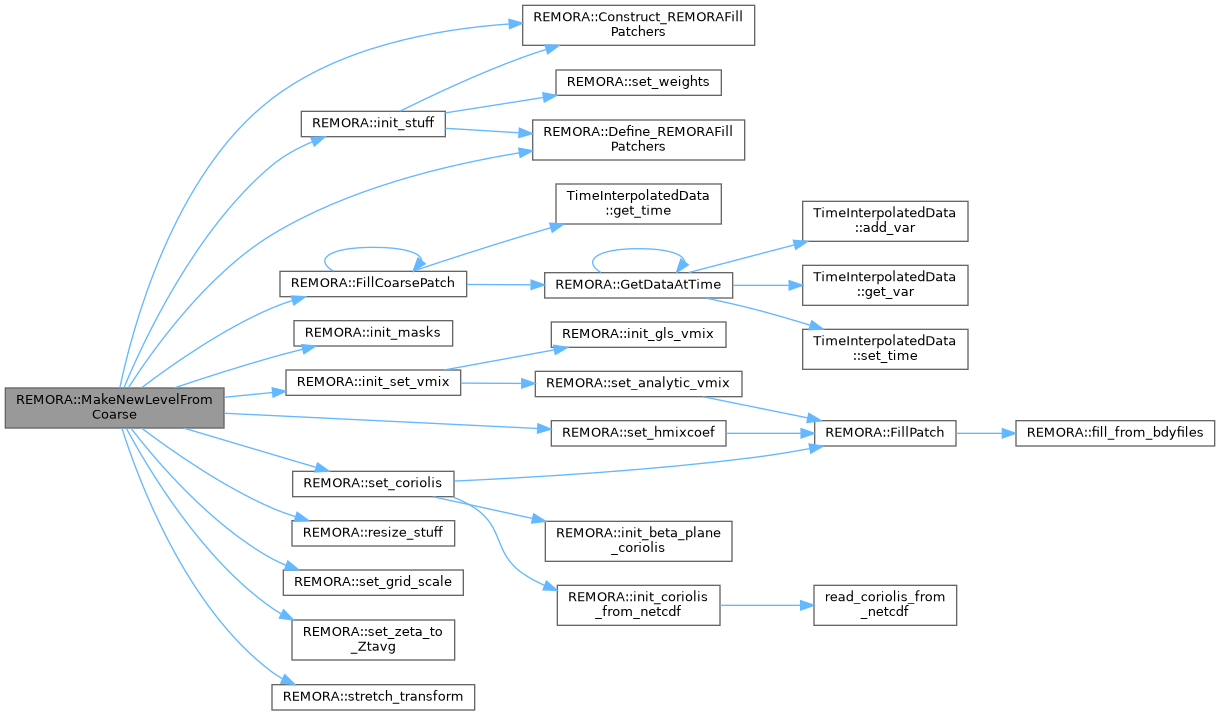 REMORA::MakeNewLevelFrom
Coarse
REMORA::Construct_REMORAFill
Patchers
REMORA::init_stuff
REMORA::set_weights
REMORA::Define_REMORAFill
Patchers
REMORA::FillCoarsePatch
TimeInterpolatedData
::get_time
REMORA::GetDataAtTime
TimeInterpolatedData
::add_var
TimeInterpolatedData
::get_var
TimeInterpolatedData
::set_time
REMORA::init_masks
REMORA::init_set_vmix
REMORA::init_gls_vmix
REMORA::set_analytic_vmix
REMORA::set_hmixcoef
REMORA::FillPatch
REMORA::fill_from_bdyfiles
REMORA::set_coriolis
REMORA::init_beta_plane
_coriolis
REMORA::init_coriolis
_from_netcdf
read_coriolis_from
_netcdf
REMORA::resize_stuff
REMORA::set_grid_scale
REMORA::set_zeta_to
_Ztavg
REMORA::stretch_transform